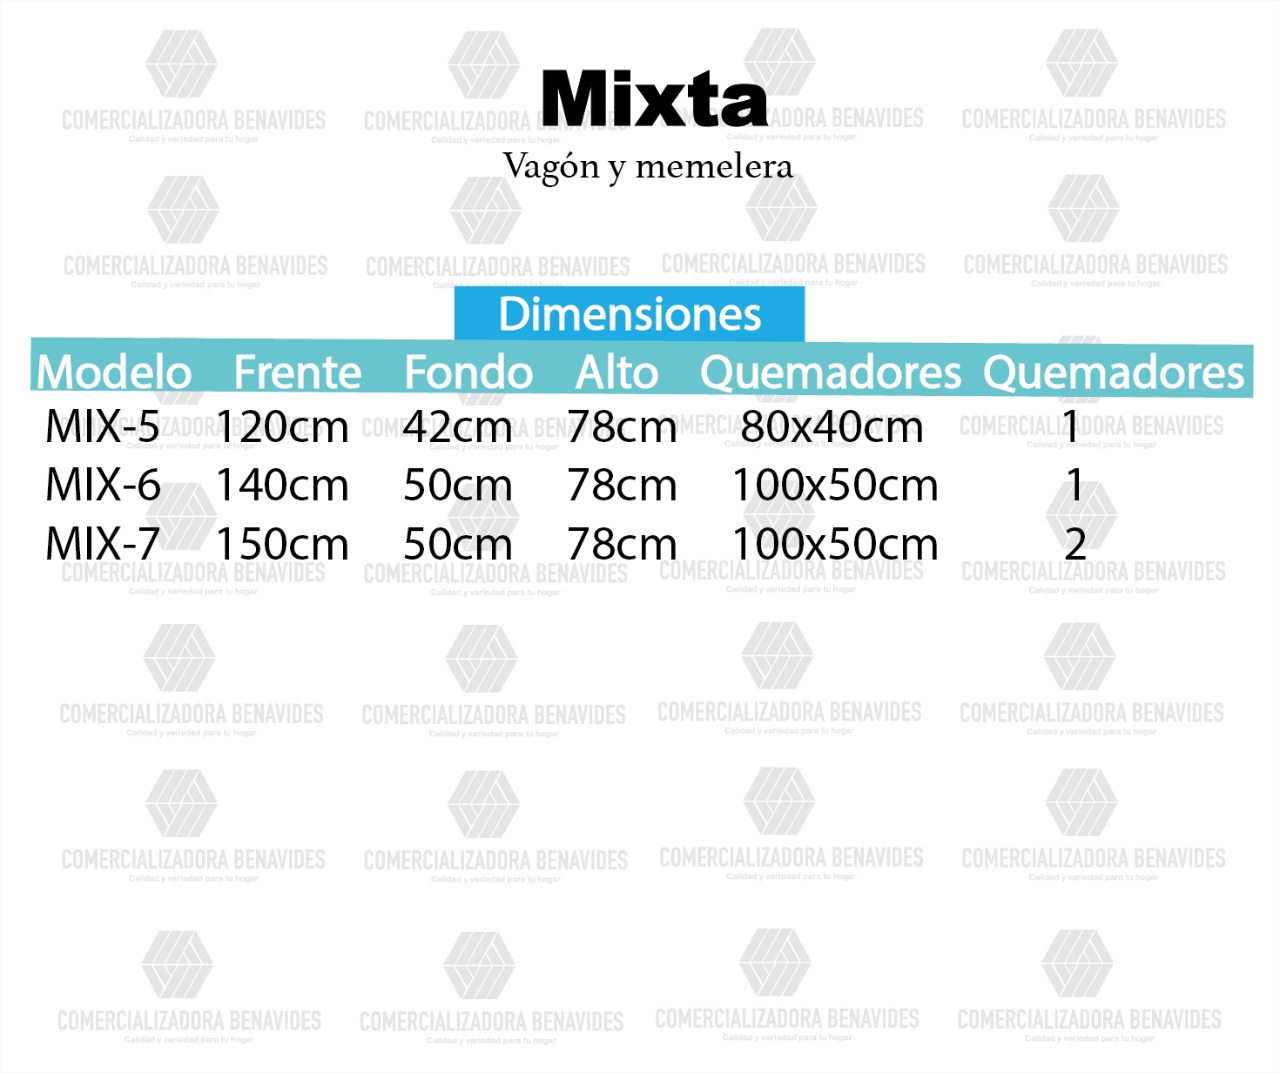 Mixta
Vagón y memelera
Dimensiones
Modelo Frente Fondo Alto Quemadores Quemadores
MIX-5 120cm 42cm 78cm 80x40cm 1
MIX-6 140cm 50cm 78cm 100x50cm 1
MIX-7 150cm 50cm 78cm 100x50cm 2
COMERCIALIZADORA BENAVIDES
Calidad y variedad para tu hogar